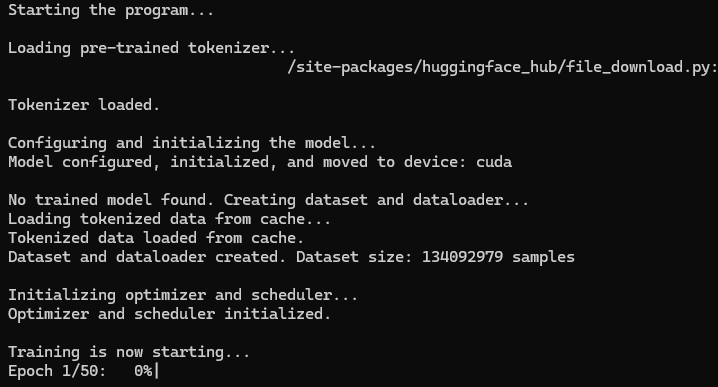 Starting the program...
Loading pre-trained tokenizer...
/site-packages/huggingface_hub/file_download.py:
Tokenizer loaded.
Configuring and initializing the model...
Model configured, initialized, and moved to device: cuda
No trained model found. Creating dataset and dataloader...
Loading tokenized data from cache...
Tokenized data loaded from cache.
Dataset and dataloader created. Dataset size: 134092979 samples
Initializing optimizer and scheduler...
Optimizer and scheduler initialized.
Training is now starting...
Epoch 1/50:   0%|